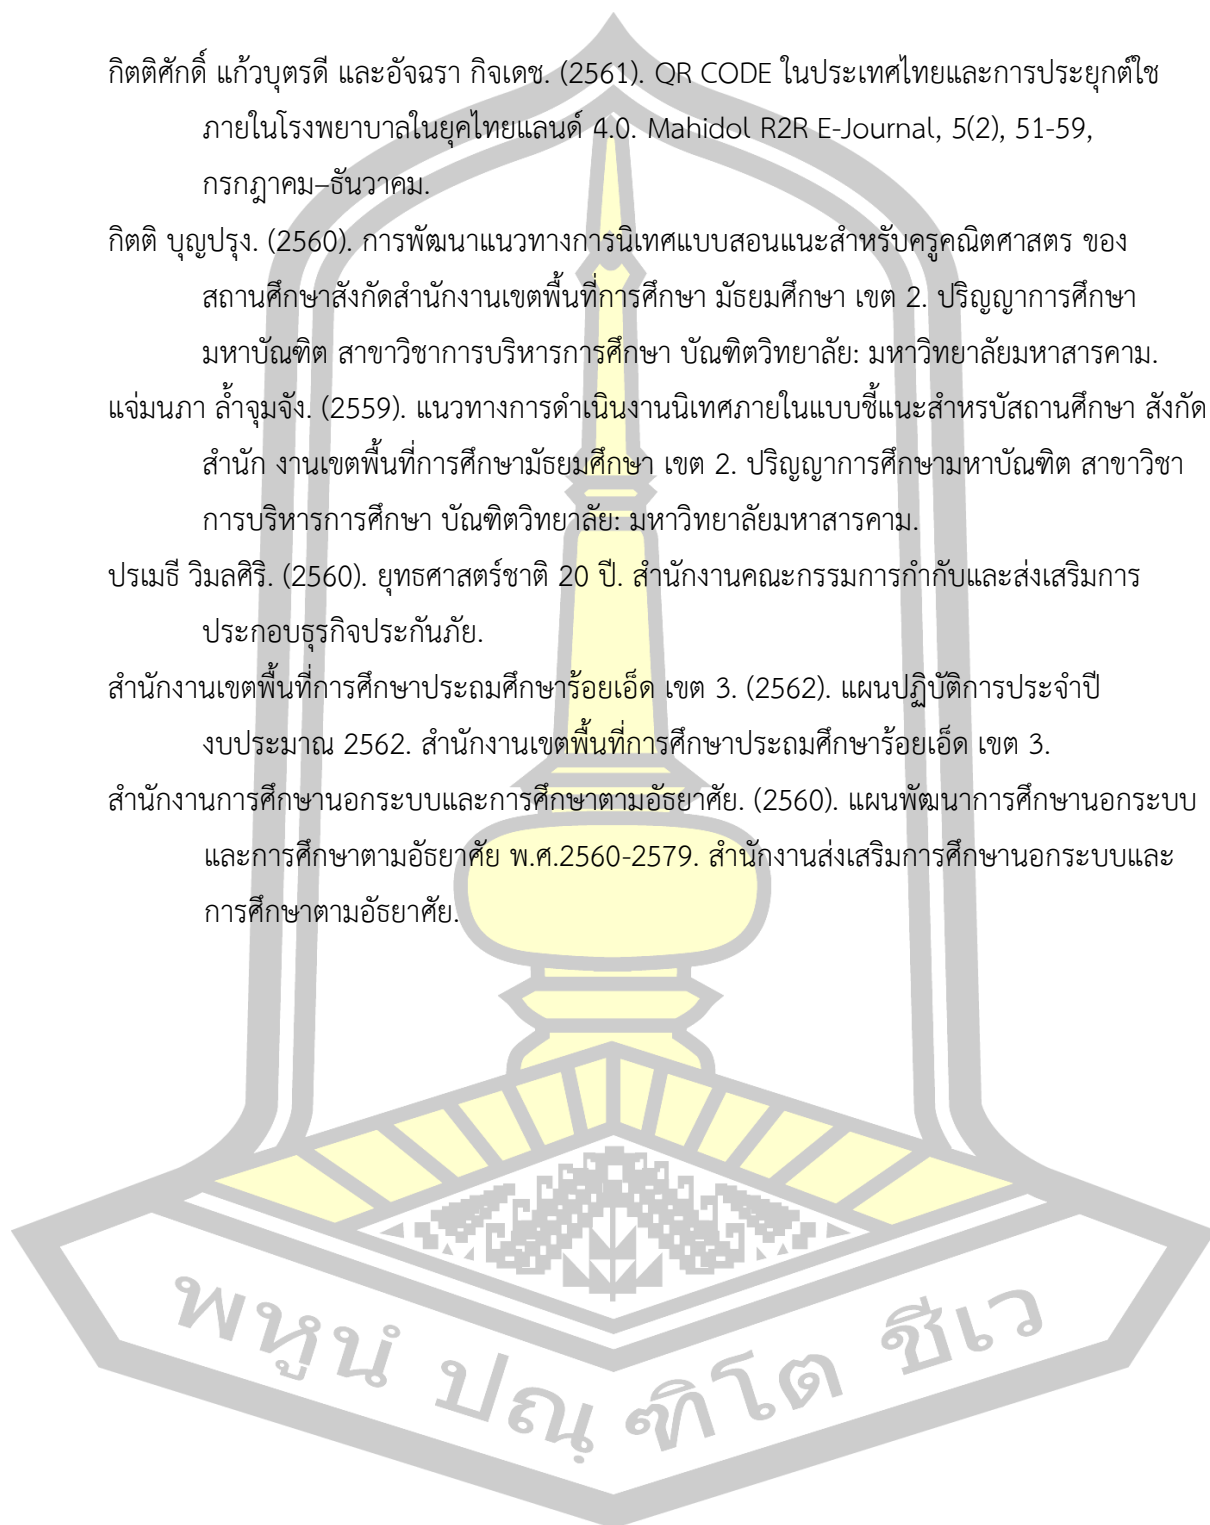 กิตติศักดิ์ แก้วบุตรดี และอัจฉรา กิจเดช. (2561). QR CODE ในประเทศไทยและการประยุกต์ใช
ภายในโรงพยาบาลในยุคไทยแลนด์ 4.0. Mahidol R2R E-Journal, 5(2), 51-59,
กรกฎาคม–ธันวาคม.
กิตติ บุญปรุง. (2560). การพัฒนาแนวทางการนิเทศแบบสอนแนะสำหรับครูคณิตศาสตร ของ
สถานศึกษาสังกัดสำนักงานเขตพื้นที่การศึกษา มัธยมศึกษา เขต 2. ปริญญาการศึกษา
มหาบัณฑิต สาขาวิชาการบริหารการศึกษา บัณฑิตวิทยาลัย: มหาวิทยาลัยมหาสารคาม.
แจ่มนภา ล้ำจุมจัง. (2559). แนวทางการดำเนินงานนิเทศภายในแบบชี้แนะสำหรบัสถานศึกษา สังกัด
สำนัก งานเขตพื้นที่การศึกษามัธยมศึกษา เขต 2. ปริญญาการศึกษามหาบัณฑิต สาขาวิชา
การบริหารการศึกษา บัณฑิตวิทยาลัย: มหาวิทยาลัยมหาสารคาม.
ปรเมธี วิมลศิริ. (2560). ยุทธศาสตร์ชาติ 20 ปี. สำนักงานคณะกรรมการกำกับและส่งเสริมการ
ประกอบธุรกิจประกันภัย.
สำนักงานเขตพื้นที่การศึกษาประถมศึกษาร้อยเอ็ด เขต 3. (2562). แผนปฏิบัติการประจำปี
งบประมาณ 2562. สำนักงานเขตพื้นที่การศึกษาประถมศึกษาร้อยเอ็ด เขต 3.
สำนักงานการศึกษานอกระบบและการศึกษาตามอัธยาศัย. (2560). แผนพัฒนาการศึกษานอกระบบ
และการศึกษาตามอัธยาศัย พ.ศ.2560-2579. สำนักงานส่งเสริมการศึกษานอกระบบและ
การศึกษาตามอัธยาศัย.
พหูนํ ปณฺฑิโต ชีเว